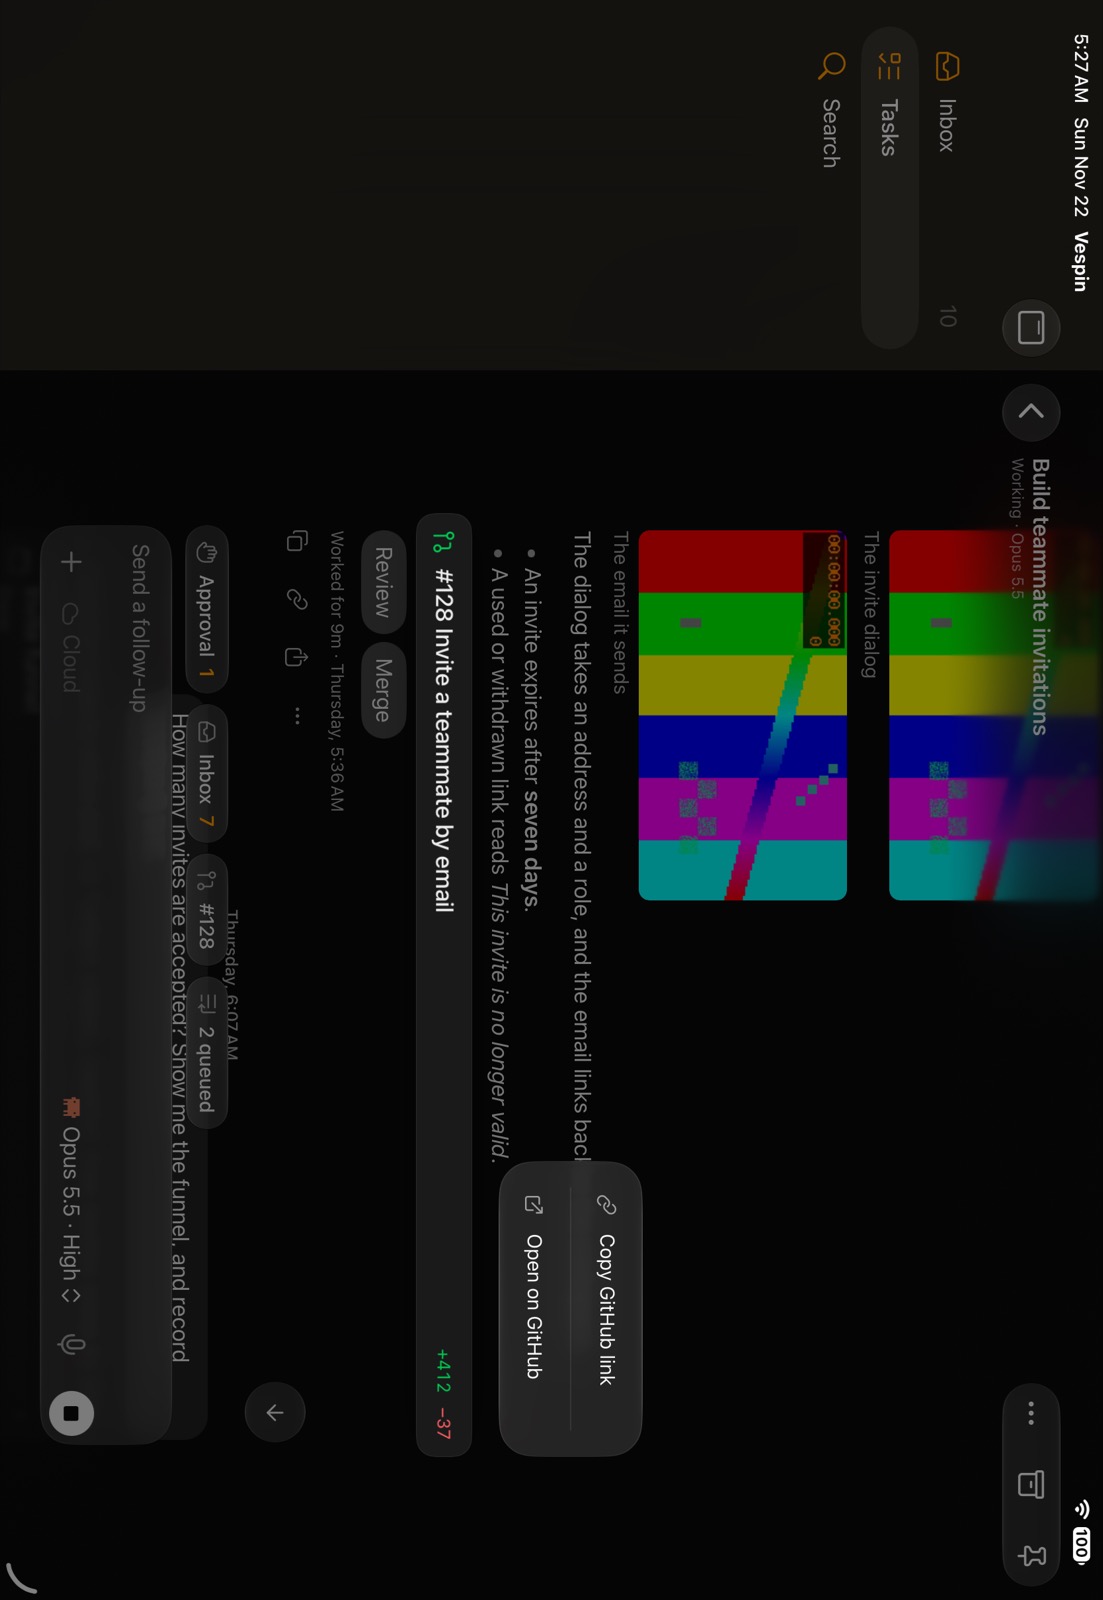 5:27 AM Sun Nov 22 Vespin
100
Build teammate invitations
Working · Opus 5.5
Inbox 10
Tasks
Search
The invite dialog
00:00:00.000
0
The email it sends
The dialog takes an address and a role, and the email links
Copy GitHub link
Open on GitHub
• An invite expires after seven days.
• A used or withdrawn link reads This invite is no longer valid.
#128 Invite a teammate by email +412 −37
Review Merge
Worked for 9m · Thursday, 5:36 AM
Thursday, 6:07 AM
Approval 1 Inbox 7 #128 2 queued
How many invites are accepted? Show me the funnel, and record
Send a follow-up
Cloud Opus 5.5 · High